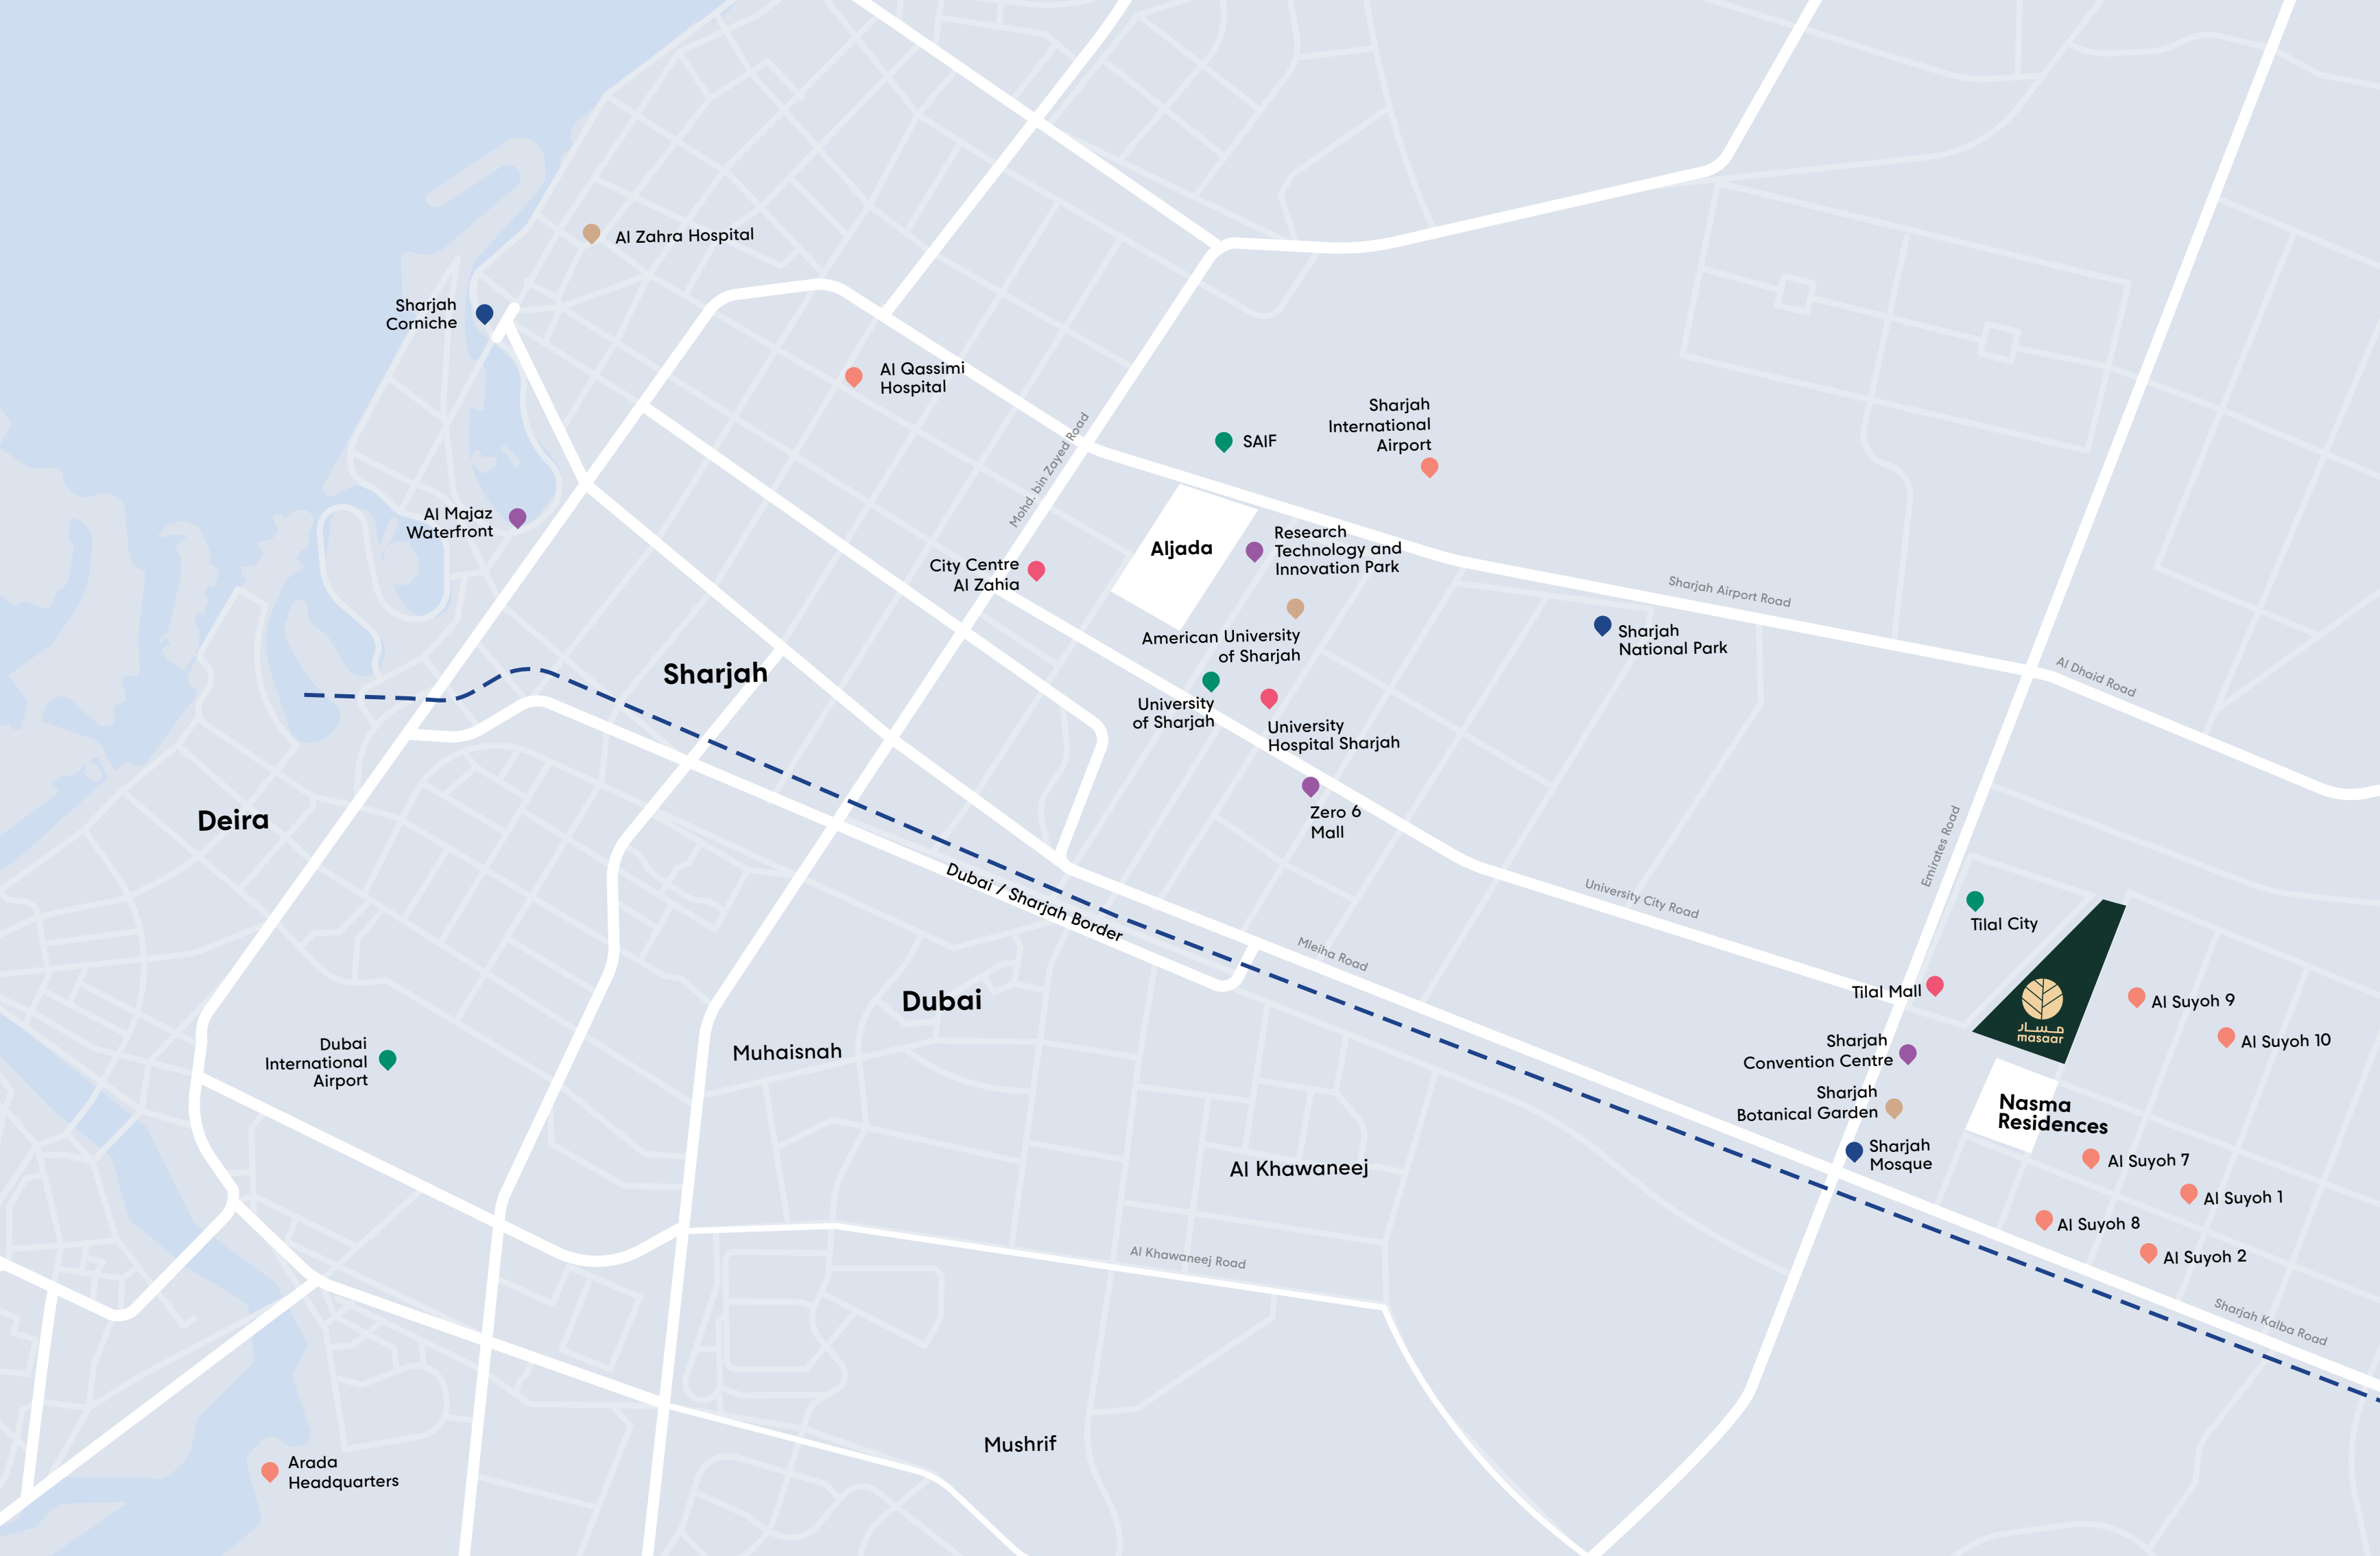 Al Zahra Hospital
Sharjah
Corniche
Al Qassimi
Hospital
Sharjah
International
Airport
SAIF
Mohd. bin Zayed Road
Al Majaz
Waterfront
Aljada
Research
Technology and
Innovation Park
City Centre
Al Zahia
Sharjah Airport Road
American University
of Sharjah
Sharjah
National Park
Sharjah
University
of Sharjah
University
Hospital Sharjah
Al Dhaid Road
Zero 6
Mall
Deira
Emirates Road
Dubai / Sharjah Border
University City Road
Mleiha Road
Tilal City
Tilal Mall
مسار
masaar
Al Suyoh 9
Al Suyoh 10
Dubai
Muhaisnah
Dubai
International
Airport
Sharjah
Convention Centre
Sharjah
Botanical Garden
Nasma
Residences
Sharjah
Mosque
Al Suyoh 7
Al Khawaneej
Al Suyoh 1
Al Suyoh 8
Al Suyoh 2
Al Khawaneej Road
Sharjah Kalba Road
Mushrif
Arada
Headquarters